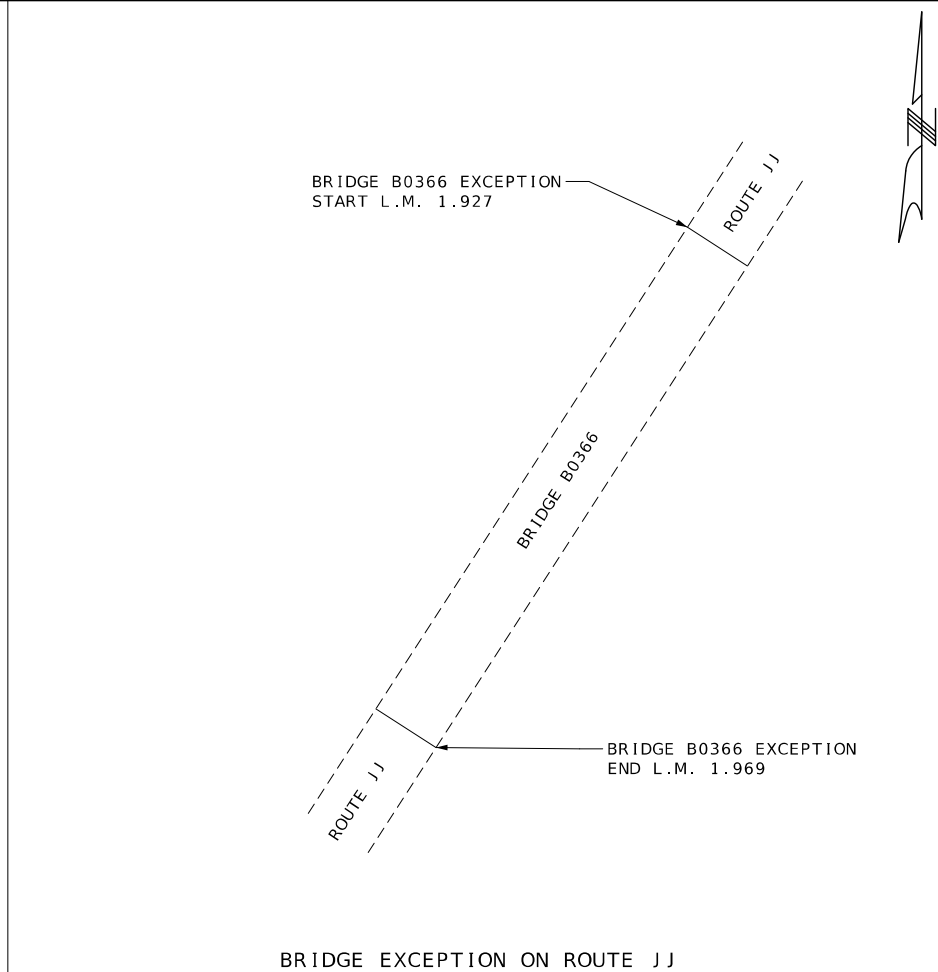 N
ROUTE JJ
BRIDGE B0366 EXCEPTION
START L.M. 1.927
BRIDGE B0366
BRIDGE B0366 EXCEPTION
END L.M. 1.969
ROUTE JJ
BRIDGE EXCEPTION ON ROUTE JJ